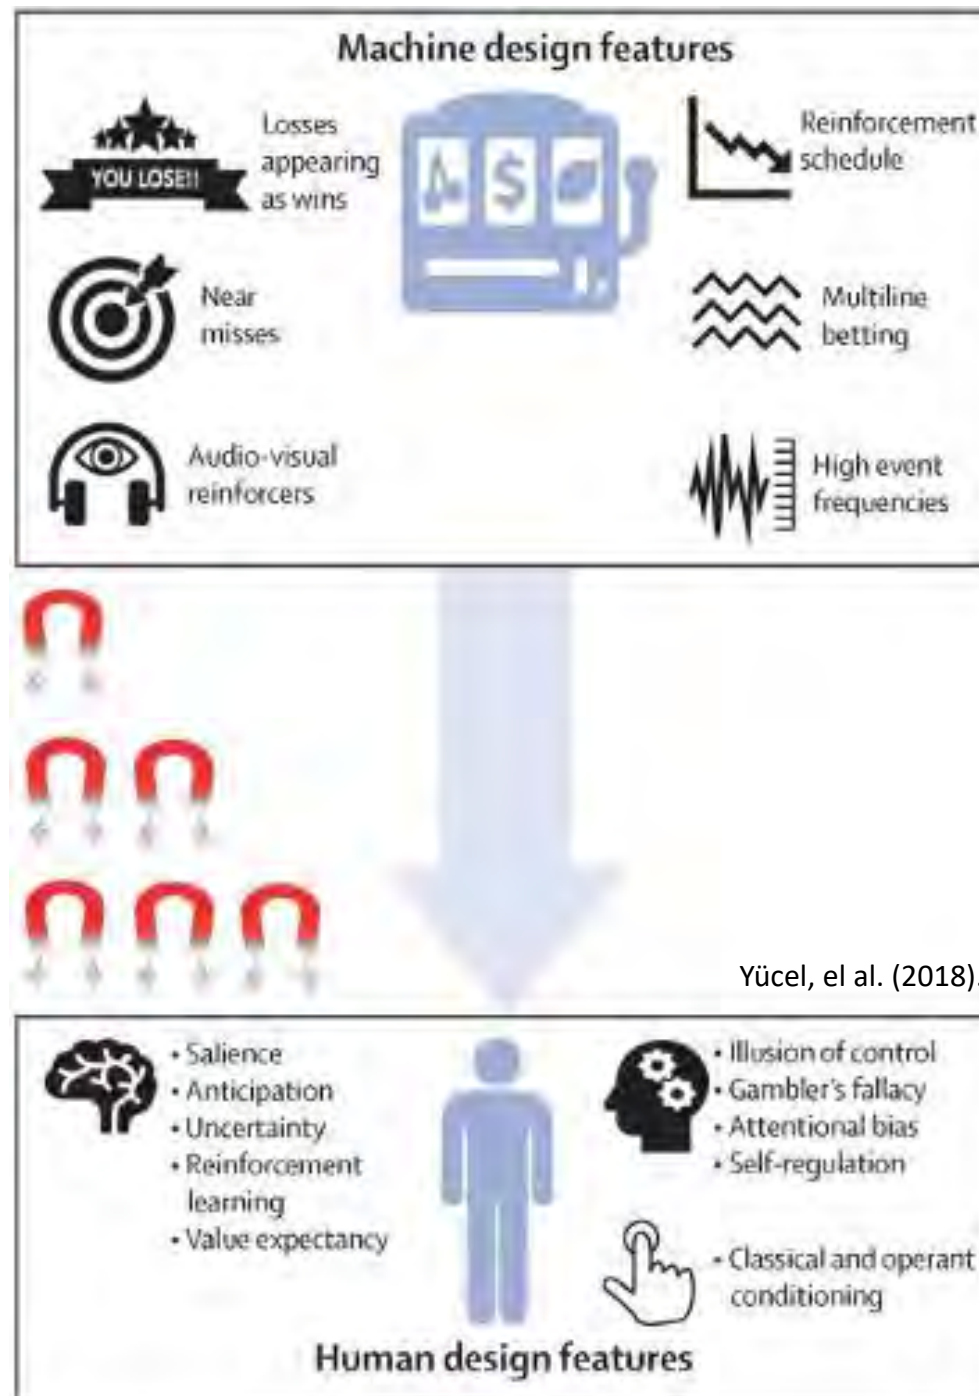 Machine design features
YOU LOSE!!
Losses
appearing
as wins
$
Reinforcement
schedule
Near
misses
Multiline
betting
Audio-visual
reinforcers
High event
frequencies
Yücel, el al. (2018).
• Salience
• Anticipation
• Uncertainty
• Reinforcement
learning
• Value expectancy
• Illusion of control
• Gambler's fallacy
• Attentional bias
• Self-regulation
• Classical and operant
conditioning
Human design features